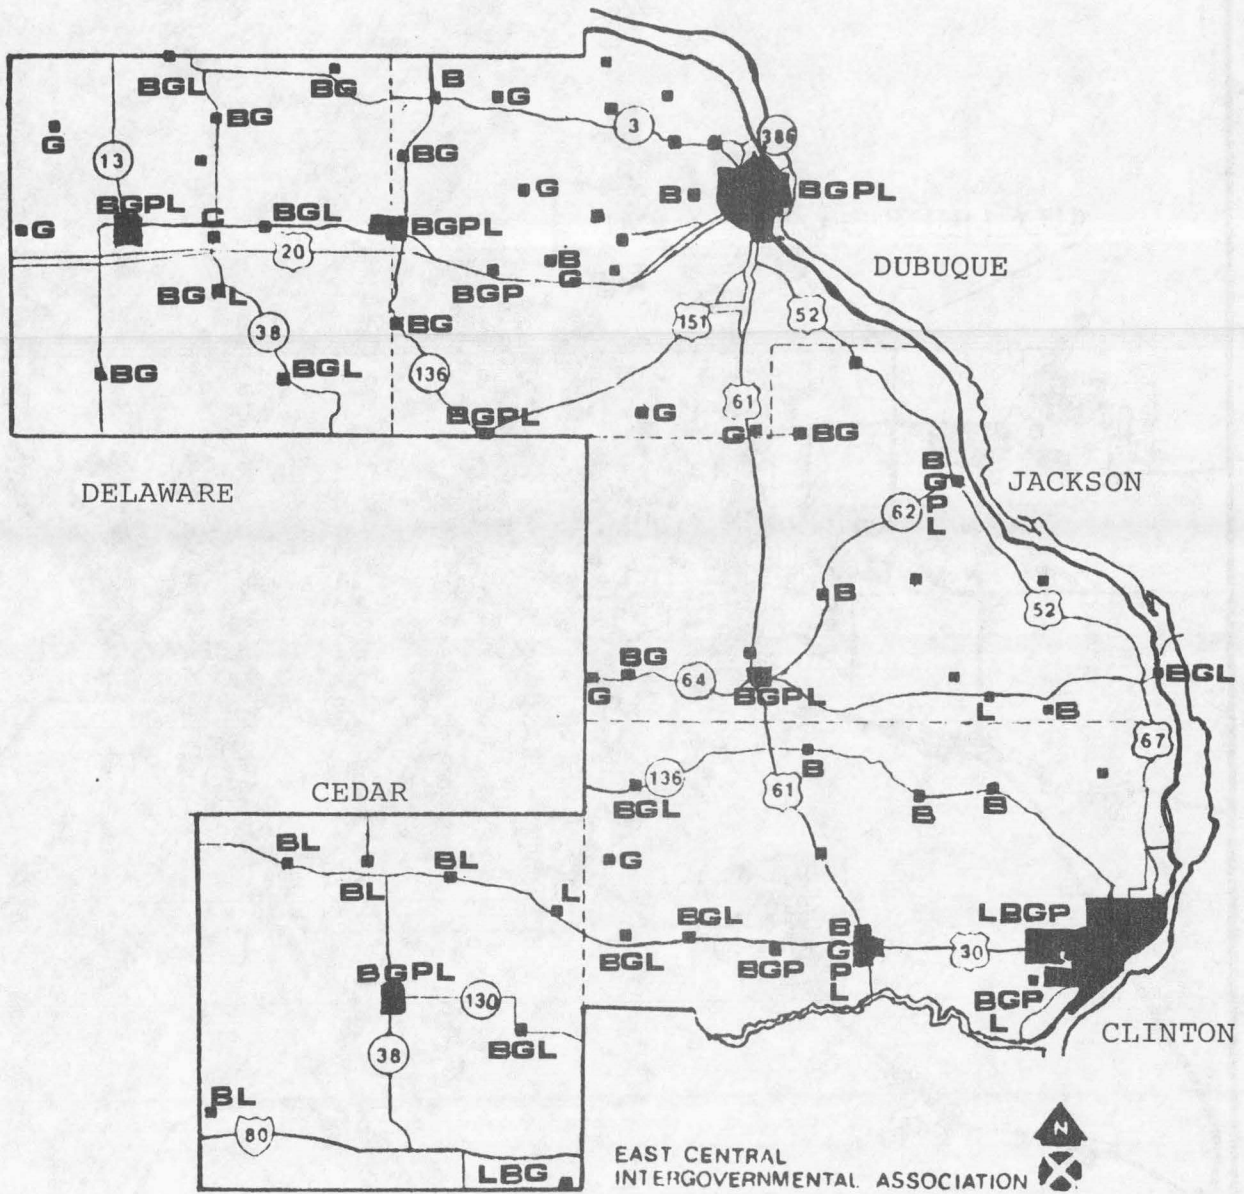 BGL
BG
B
G
BG
G
3
386
13
BG
G
B
BGPL
BGPL
C
BGL
BGPL
G
20
BGP
B
G
DUBUQUE
BG L
151
52
38
BG
BGL
136
BG
61
BGPL
G
G
BG
DELAWARE
B
G
P
L
JACKSON
62
B
52
BG
G
64
BGPL
BGL
L
B
67
136
B
BGL
61
B
B
CEDAR
BL
BL
BL
G
L
BGL
BGL
BGP
B
G
P
L
30
LBGP
BGPL
130
BGP
L
CLINTON
38
BGL
BL
80
LBG
N
EAST CENTRAL
INTERGOVERNMENTAL ASSOCIATION